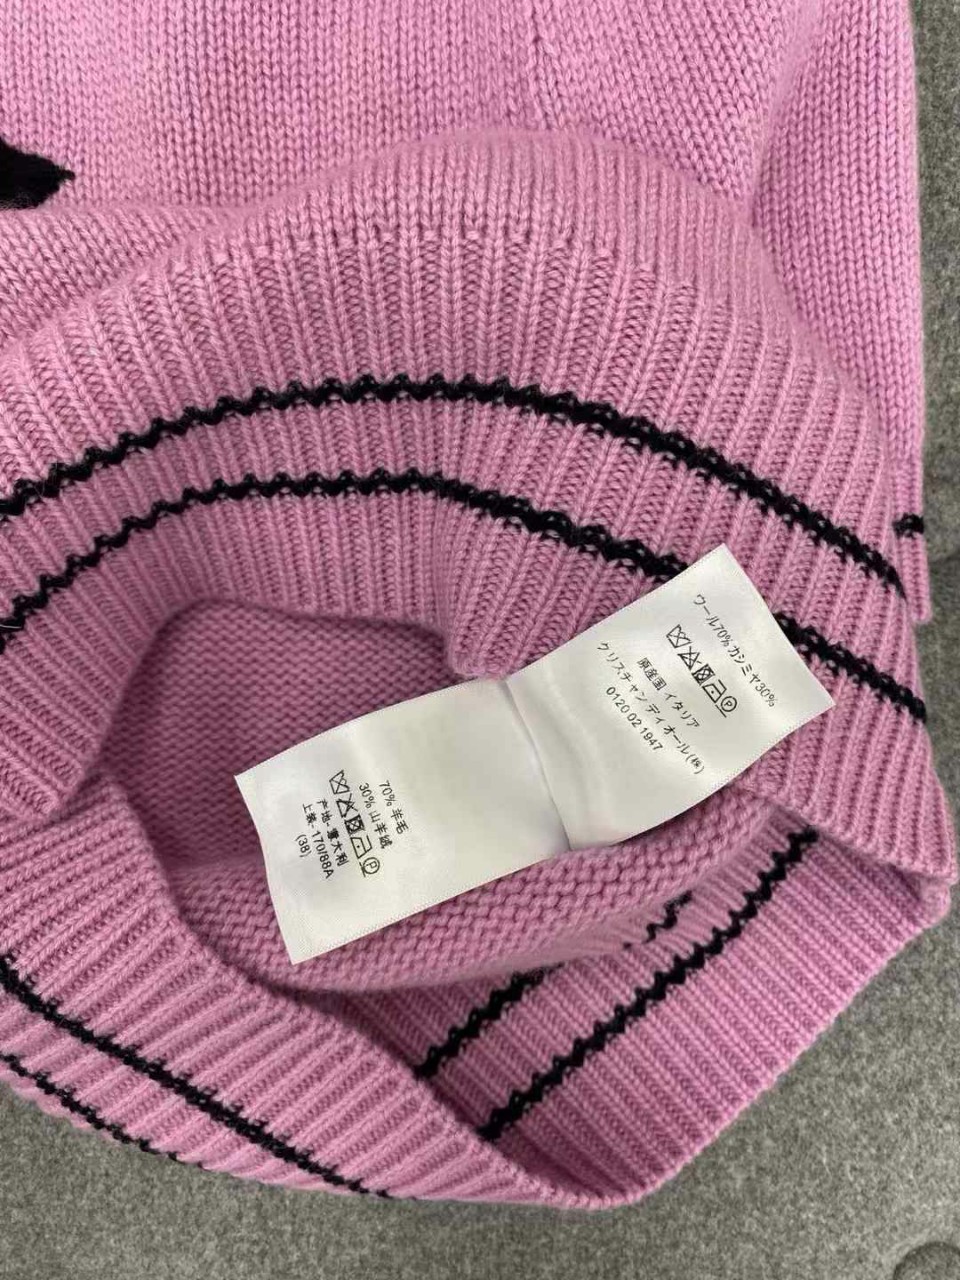 ウール70%カシミヤ30%
原産国 イタリア
クリスチャン ディオール(株)
0120 02 1947
70% 羊毛
30% 山羊絨
产地- 意大利
上装- 170/88A
(38)